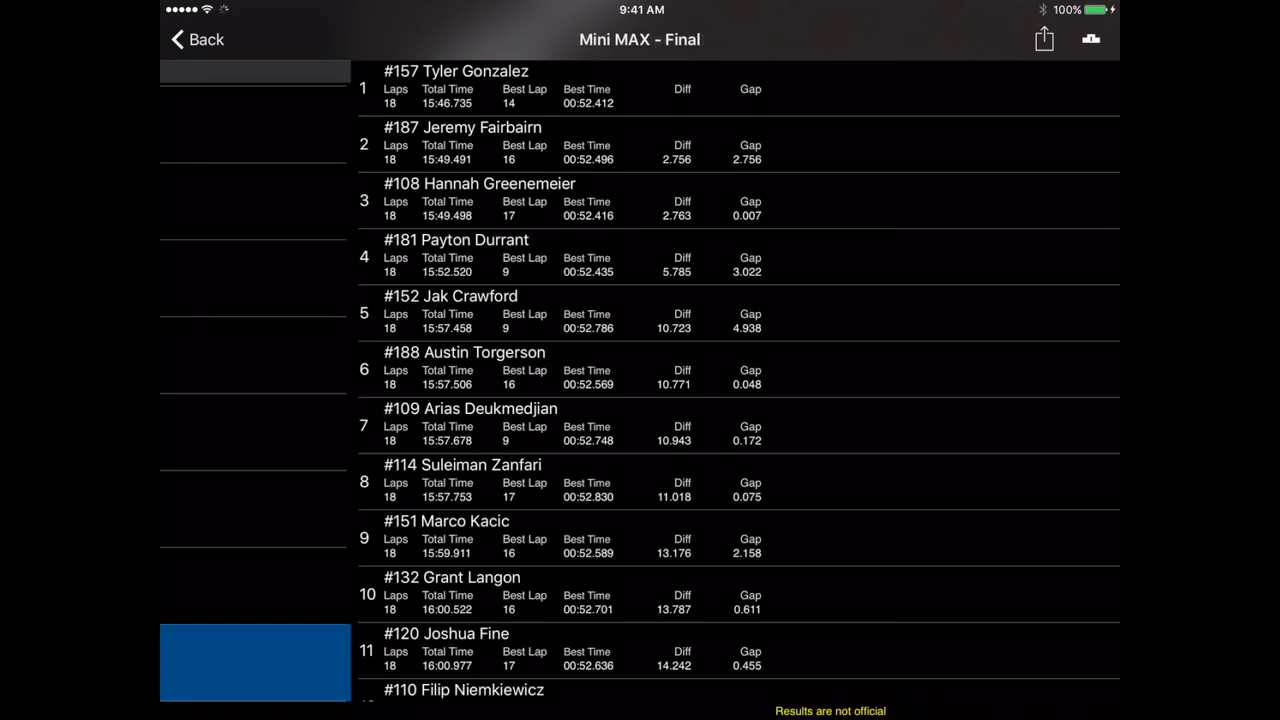 9:41 AM
100%
Back
Mini MAX - Final
#157 Tyler Gonzalez
1
Laps Total Time Best Lap Best Time Diff Gap
18 15:46.735 14 00:52.412
#187 Jeremy Fairbairn
2
Laps Total Time Best Lap Best Time Diff Gap
18 15:49.491 16 00:52.496 2.756 2.756
#108 Hannah Greenemeier
3
Laps Total Time Best Lap Best Time Diff Gap
18 15:49.498 17 00:52.416 2.763 0.007
#181 Payton Durrant
4
Laps Total Time Best Lap Best Time Diff Gap
18 15:52.520 9 00:52.435 5.785 3.022
#152 Jak Crawford
5
Laps Total Time Best Lap Best Time Diff Gap
18 15:57.458 9 00:52.786 10.723 4.938
#188 Austin Torgerson
6
Laps Total Time Best Lap Best Time Diff Gap
18 15:57.506 16 00:52.569 10.771 0.048
#109 Arias Deukmedjian
7
Laps Total Time Best Lap Best Time Diff Gap
18 15:57.678 9 00:52.748 10.943 0.172
#114 Suleiman Zanfari
8
Laps Total Time Best Lap Best Time Diff Gap
18 15:57.753 17 00:52.830 11.018 0.075
#151 Marco Kacic
9
Laps Total Time Best Lap Best Time Diff Gap
18 15:59.911 16 00:52.589 13.176 2.158
#132 Grant Langon
10
Laps Total Time Best Lap Best Time Diff Gap
18 16:00.522 16 00:52.701 13.787 0.611
#120 Joshua Fine
11
Laps Total Time Best Lap Best Time Diff Gap
18 16:00.977 17 00:52.636 14.242 0.455
#110 Filip Niemkiewicz
Results are not official